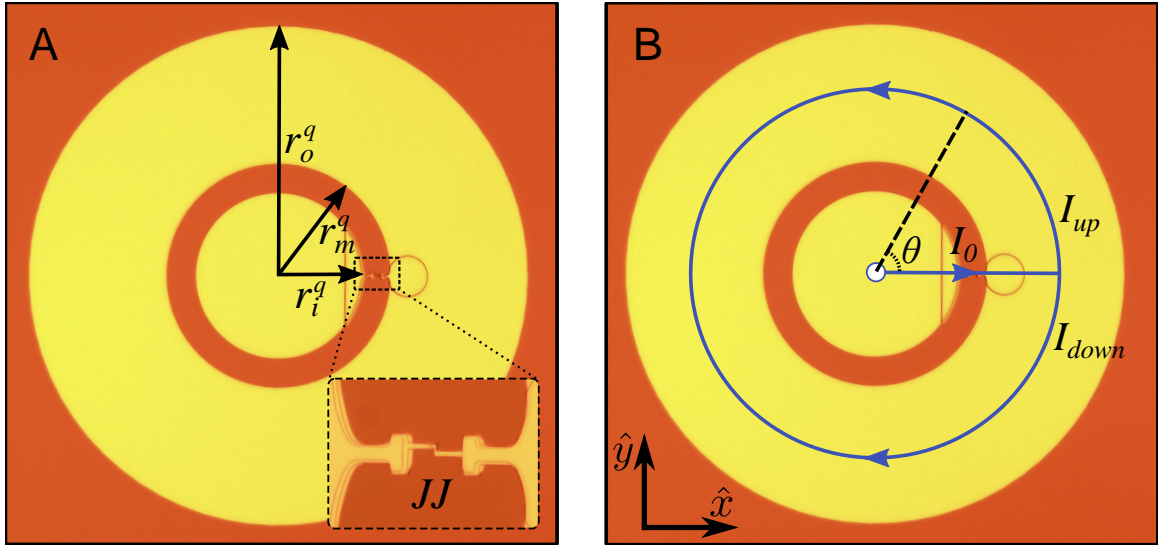 A
r_o^q
r_m^q
r_i^q
JJ
B
I_up
I_0
θ
I_down
ŷ
x̂